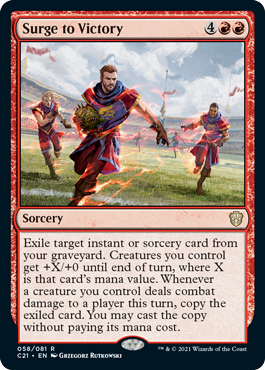 Surge to Victory 4
Sorcery
Exile target instant or sorcery card from
your graveyard. Creatures you control
get +X/+0 until end of turn, where X
is that card's mana value. Whenever
a creature you control deals combat
damage to a player this turn, copy the
exiled card. You may cast the copy
without paying its mana cost.
058/081 R
C21 • EN Grzegorz Rutkowski ™ & © 2021 Wizards of the Coast